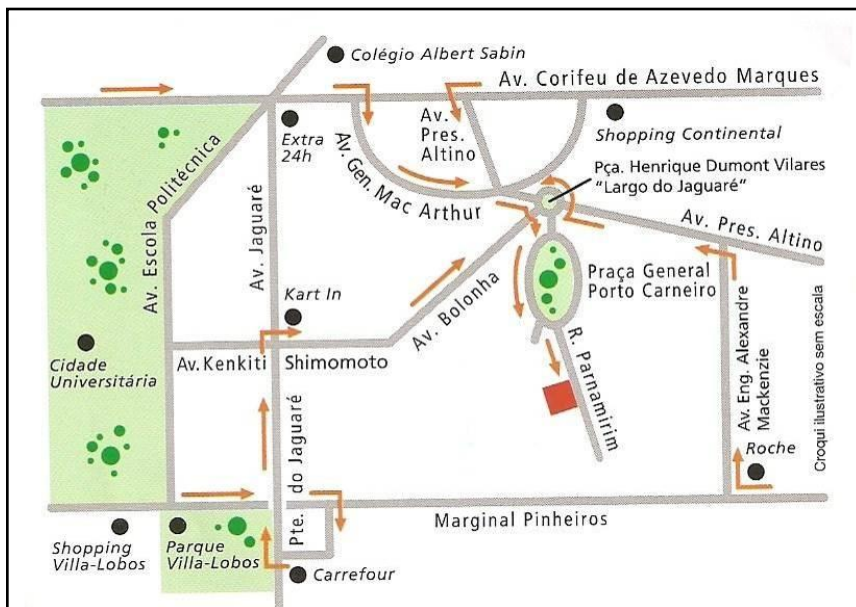 Colégio Albert Sabin
Av. Corifeu de Azevedo Marques
Extra
24h
Av.
Pres.
Altino
Shopping Continental
Av. Gen. Mac Arthur
Pça. Henrique Dumont Vilares
"Largo do Jaguaré"
Av. Escola Politécnica
Av. Jaguaré
Av. Pres. Altino
Praça General
Porto Carneiro
Kart In
Av. Bolonha
Cidade
Universitária
Av. Kenkiti Shimomoto
R. Parnamirim
Av. Eng. Alexandre
Mackenzie
Croqui ilustrativo sem escala
Roche
Pte. do Jaguaré
Marginal Pinheiros
Shopping
Villa-Lobos
Parque
Villa-Lobos
Carrefour